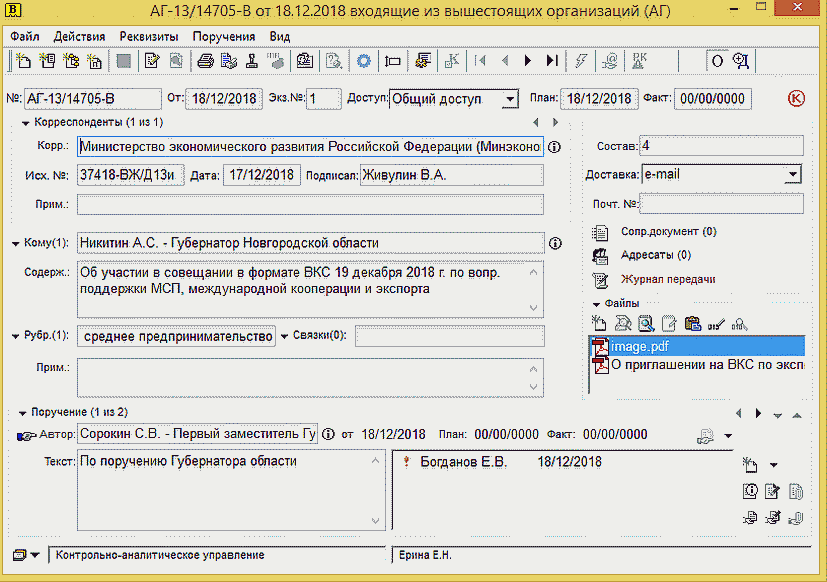 АГ-13/14705-В от 18.12.2018 входящие из вышестоящих организаций (АГ)
Файл Действия Реквизиты Поручения Вид
№: АГ-13/14705-В От: 18/12/2018 Экз.№: 1 Доступ: Общий доступ План: 18/12/2018 Факт: 00/00/0000
Корреспонденты (1 из 1)
Корр.: Министерство экономического развития Российской Федерации (Минэконо
Состав: 4
Исх. №: 37418-ВЖ/Д13и Дата: 17/12/2018 Подписал: Живулин В.А.
Доставка: e-mail
Прим.:
Почт. №:
Сопр.документ (0)
Кому(1): Никитин А.С. - Губернатор Новгородской области
Адресаты (0)
Содерж.: Об участии в совещании в формате ВКС 19 декабря 2018 г. по вопр.
поддержки МСП, международной кооперации и экспорта
Журнал передачи
Файлы
Рубр.(1): среднее предпринимательство Связки(0):
image.pdf
О приглашении на ВКС по эксп
Прим.:
Поручение (1 из 2)
Автор: Сорокин С.В. - Первый заместитель Гу от 18/12/2018 План: 00/00/0000 Факт: 00/00/0000
Текст: По поручению Губернатора области
Богданов Е.В. 18/12/2018
Контрольно-аналитическое управление Ерина Е.Н.